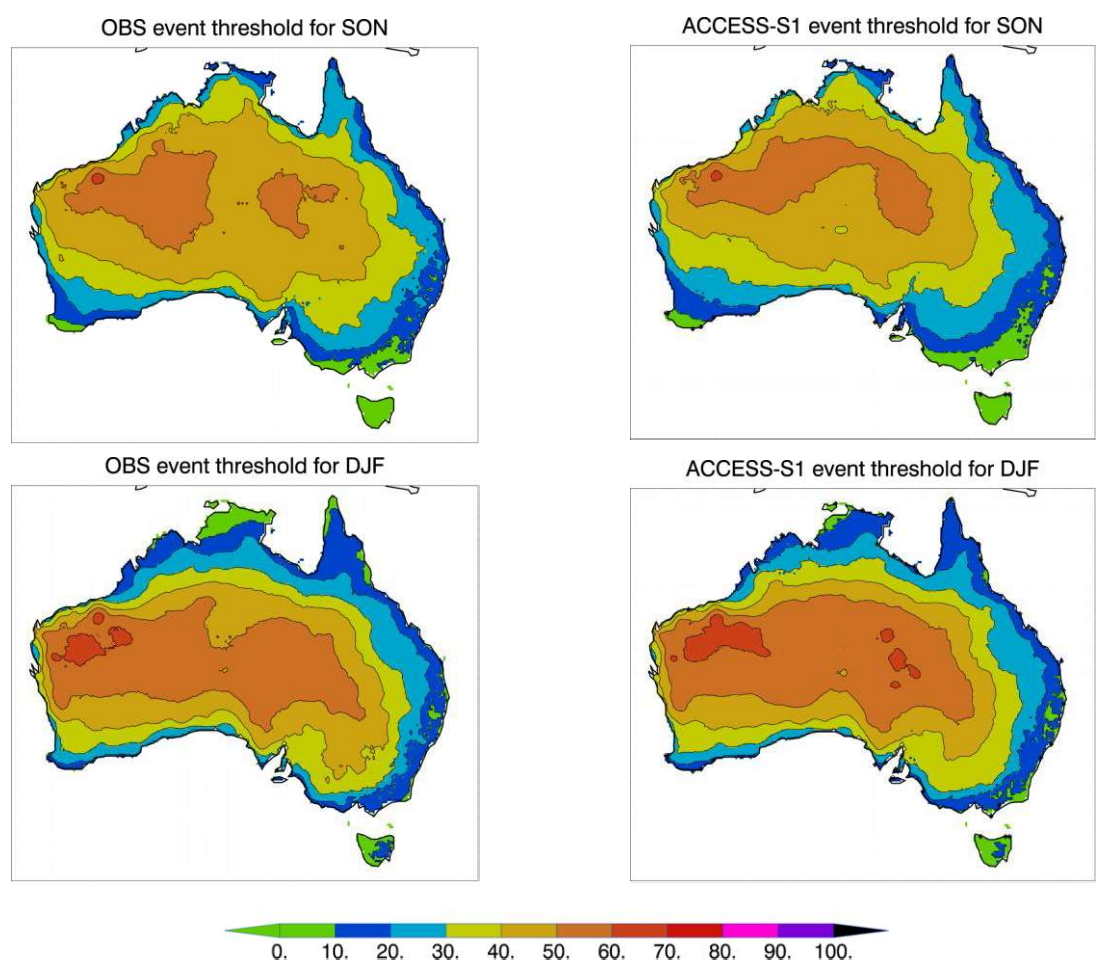 OBS event threshold for SON
ACCESS-S1 event threshold for SON
OBS event threshold for DJF
ACCESS-S1 event threshold for DJF
0. 10. 20. 30. 40. 50. 60. 70. 80. 90. 100.